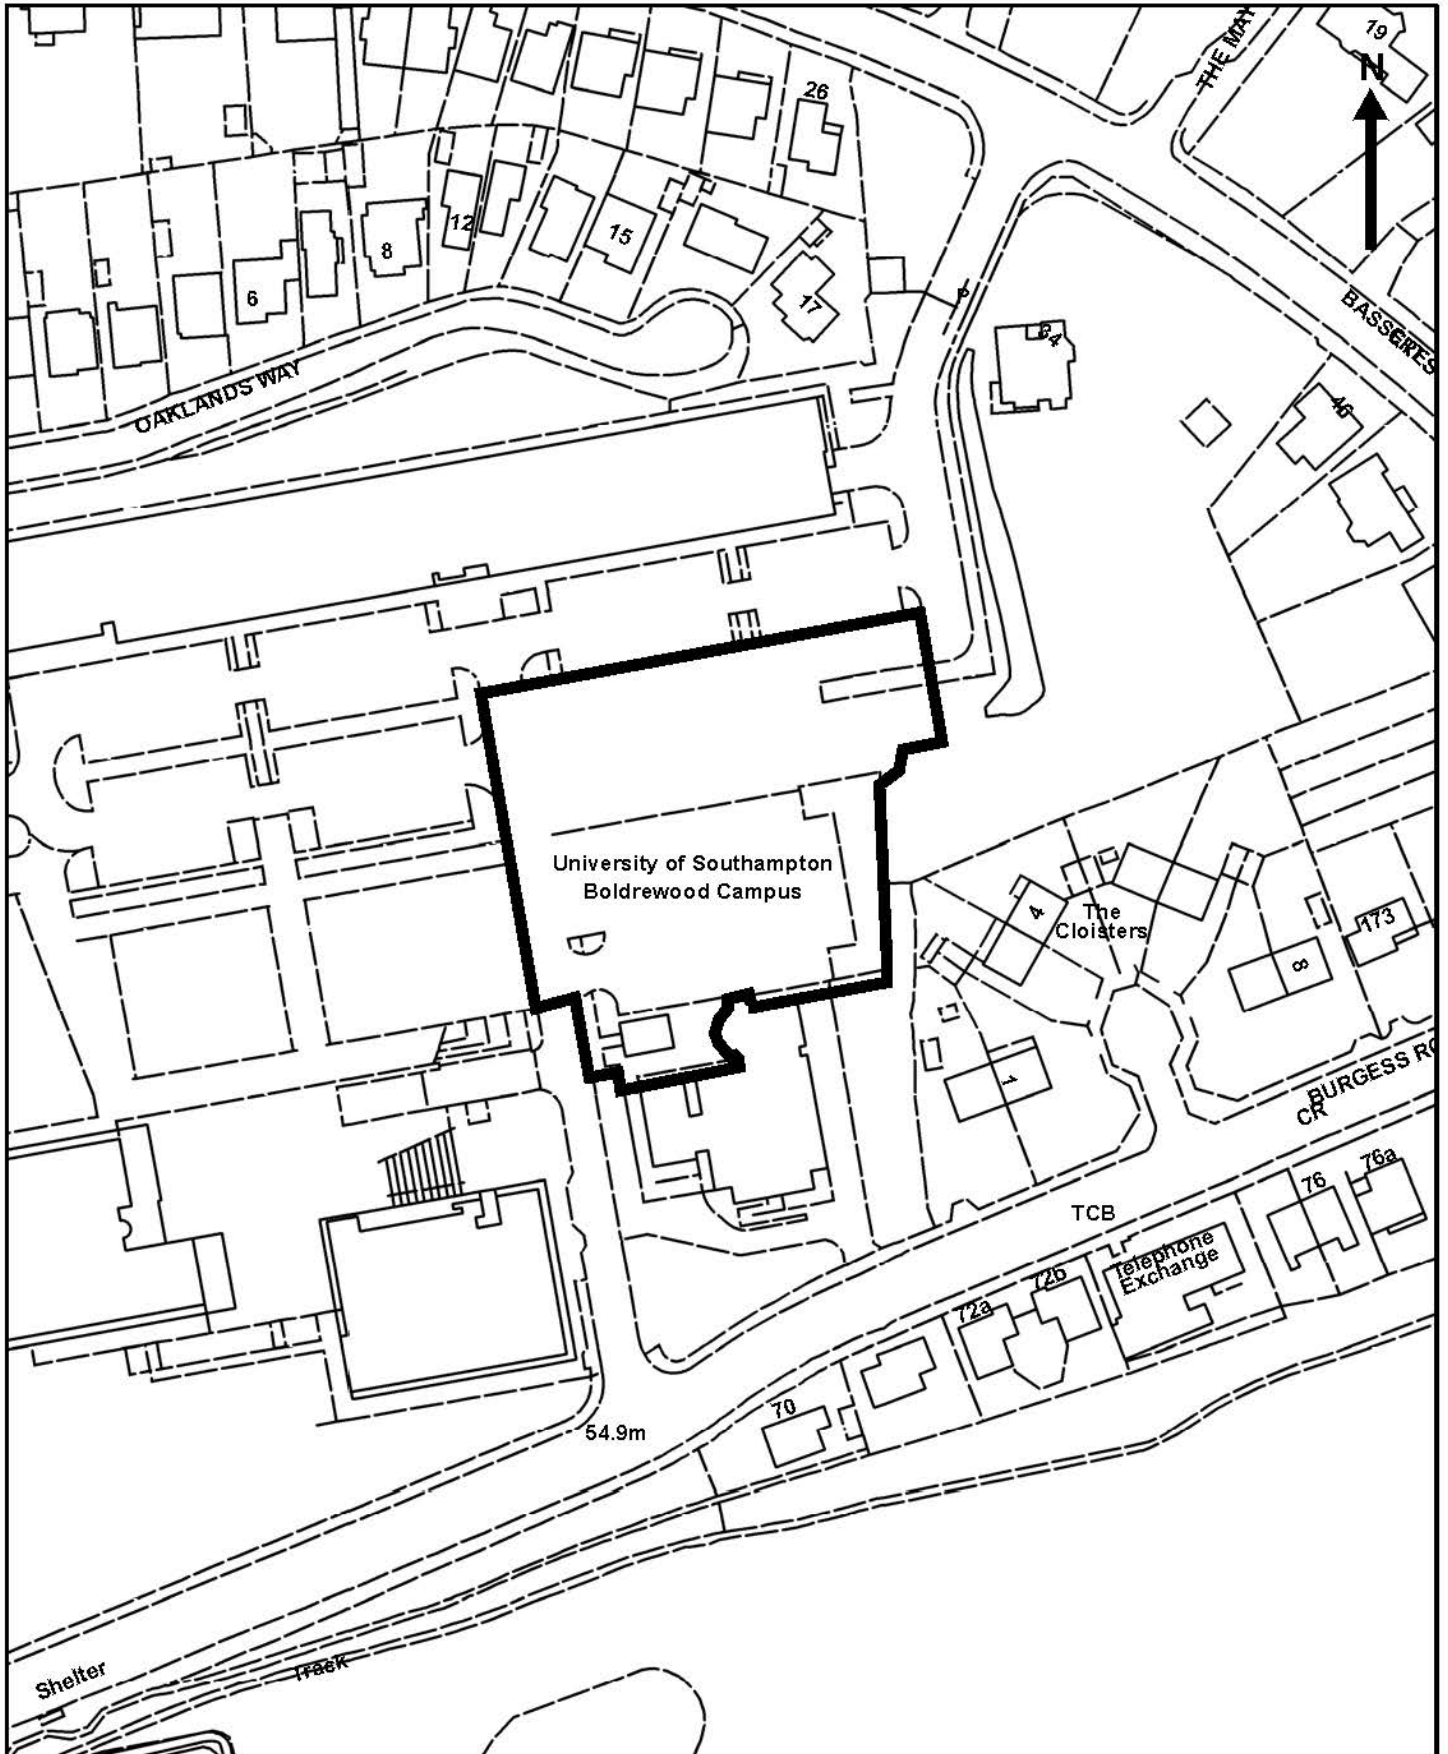 19
N
THE MAY
26
12
15
8
6
17
P
34
BASSE
CRES
46
OAKLANDS WAY
University of Southampton
Boldrewood Campus
4
The
Cloisters
173
8
1
BURGESS RO
CR
TCB
76a
76
Telephone
Exchange
72b
72a
70
54.9m
Shelter
Track